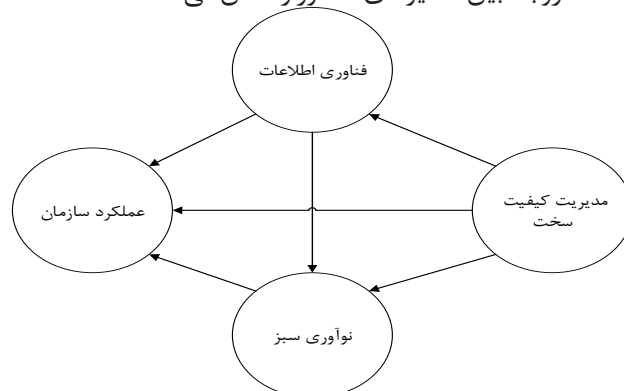 فناوری اطلاعات
مدیریت کیفیت
سخت
عملکرد سازمان
نوآوری سبز